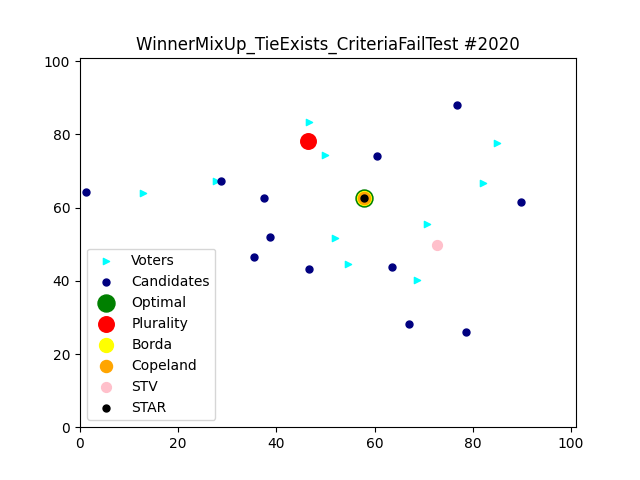 WinnerMixUp_TieExists_CriteriaFailTest #2020
100
80
60
40
20
0
Voters
Candidates
Optimal
Plurality
Borda
Copeland
STV
STAR
0 20 40 60 80 100